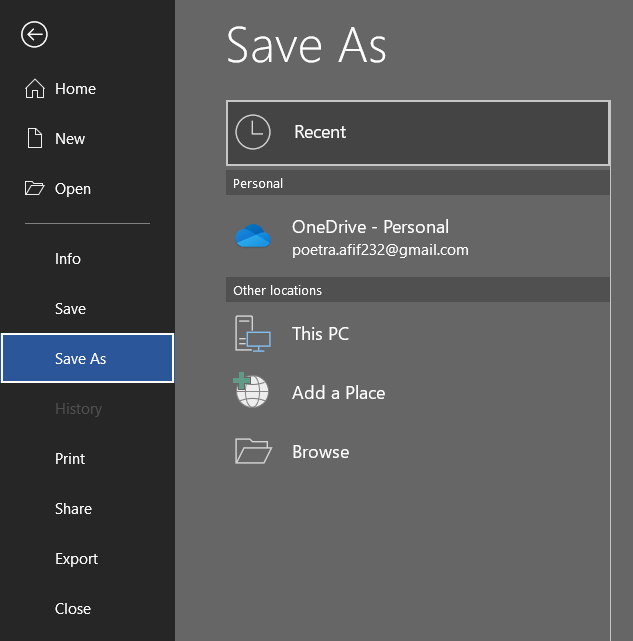 Home
New
Open
Info
Save
Save As
History
Print
Share
Export
Close
Save As
Recent
Personal
OneDrive - Personal
poetra.afif232@gmail.com
Other locations
This PC
Add a Place
Browse